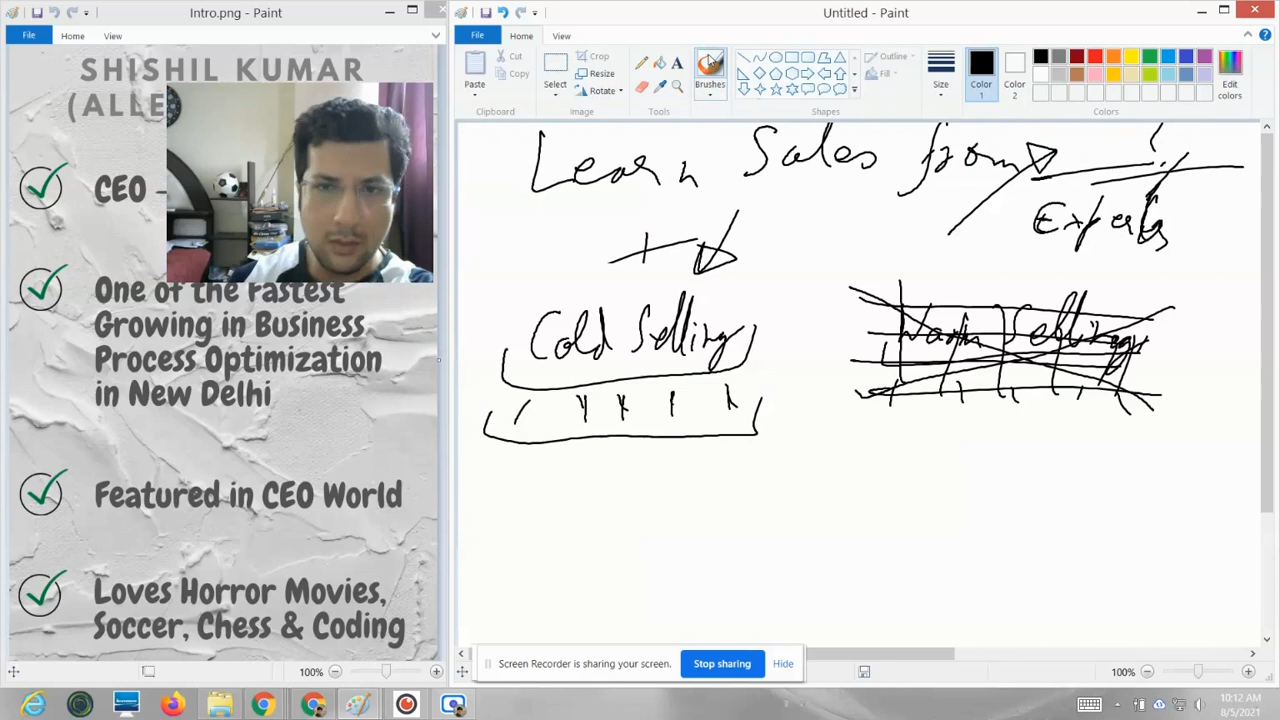 Intro.png - Paint
File Home View
SHISHIL KUMAR
(ALLE
CEO -
One of the Fastest
Growing in Business
Process Optimization
in New Delhi
Featured in CEO World
Loves Horror Movies,
Soccer, Chess & Coding
100%
Untitled - Paint
File Home View
Paste
Cut
Copy
Clipboard
Select
Crop
Resize
Rotate
Image
Tools
Brushes
Shapes
Outline
Fill
Size
Color
1
Color
2
Edit
colors
Colors
Learn Sales from ?
Experts
Cold Selling
Warm Selling
Screen Recorder is sharing your screen. Stop sharing Hide
100%
10:12 AM
8/5/2021